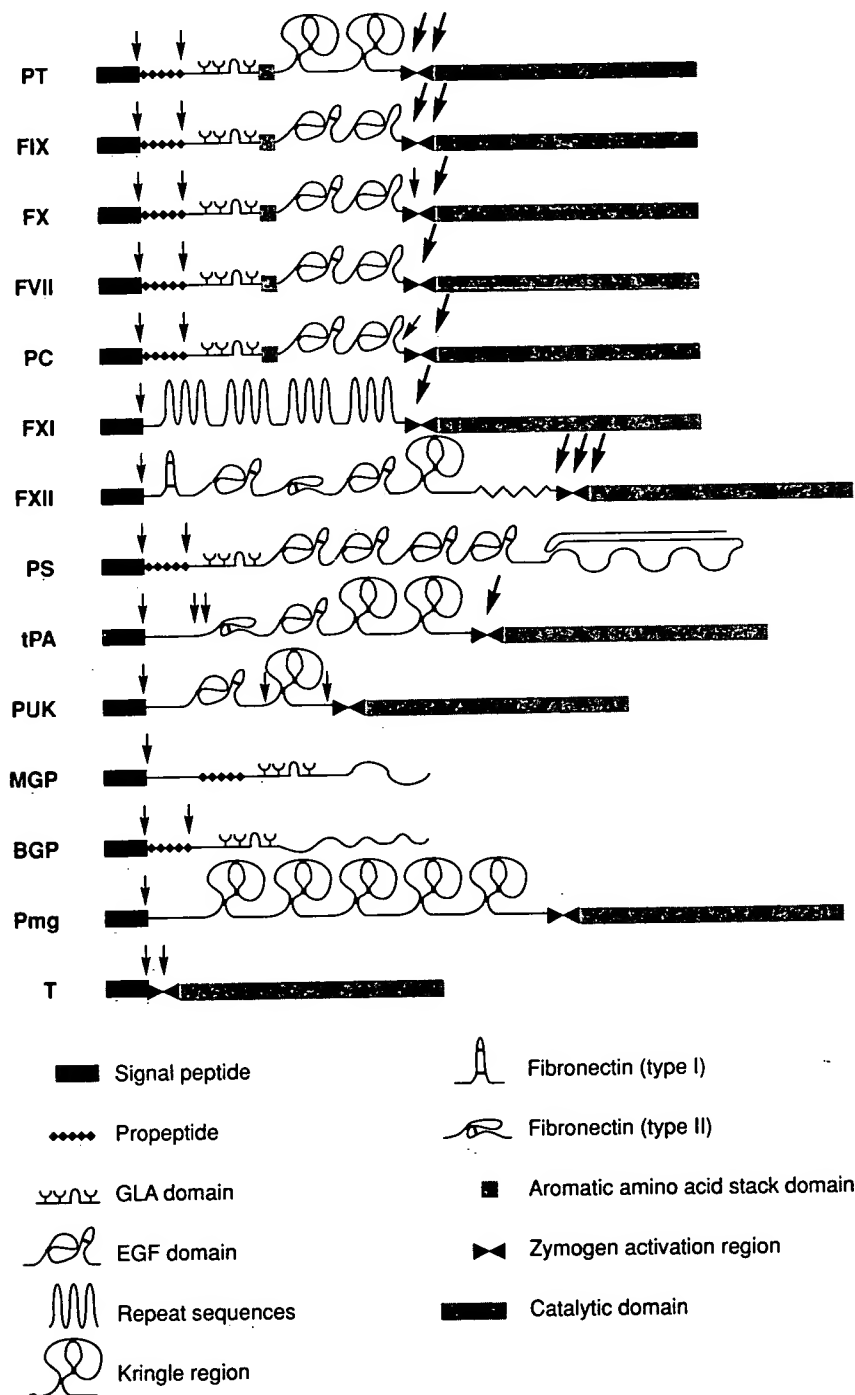 PT
FIX
FX
FVII
PC
FXI
FXII
PS
tPA
PUK
MGP
BGP
Pmg
T
Signal peptide
Propeptide
GLA domain
EGF domain
Repeat sequences
Kringle region
Fibronectin (type I)
Fibronectin (type II)
Aromatic amino acid stack domain
Zymogen activation region
Catalytic domain